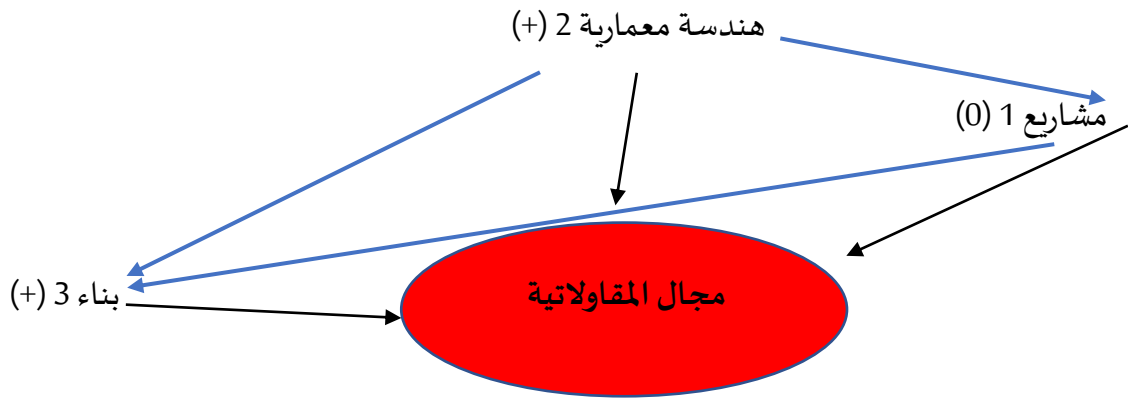 هندسة معمارية 2 (+)
مشاريع 1 (0)
مجال المقاولاتية
بناء 3 (+)